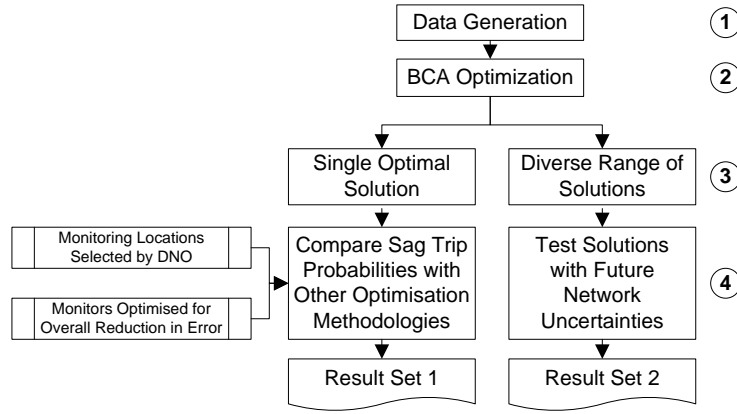 Data Generation
1
BCA Optimization
2
Single Optimal
Solution
Diverse Range of
Solutions
3
Monitoring Locations
Selected by DNO
Monitors Optimised for
Overall Reduction in Error
Compare Sag Trip
Probabilities with
Other Optimisation
Methodologies
Test Solutions
with Future
Network
Uncertainties
4
Result Set 1
Result Set 2